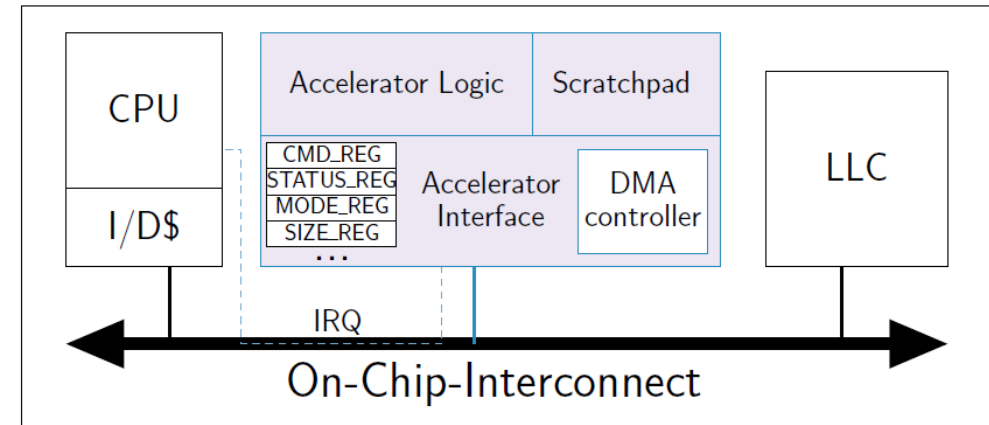 CPU
I/D$
Accelerator Logic
Scratchpad
CMD_REG
STATUS_REG
MODE_REG
SIZE_REG
...
Accelerator
Interface
DMA
controller
LLC
IRQ
On-Chip-Interconnect